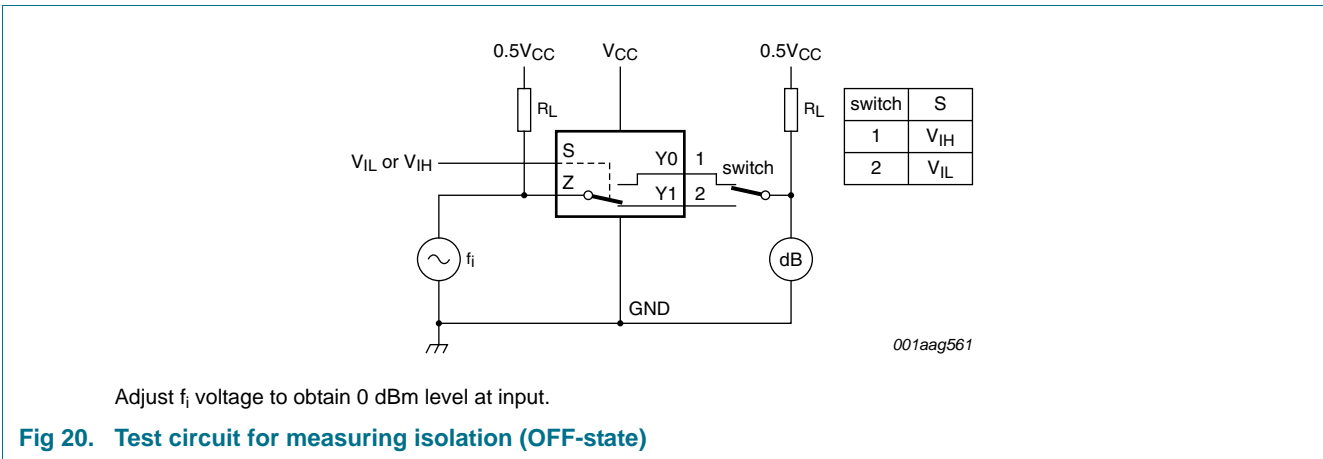 0.5VCC VCC 0.5VCC
RL RL
switch S
1 VIH
2 VIL
VIL or VIH
S Y0 1 switch
Z Y1 2
fi dB
GND
001aag561
Adjust fi voltage to obtain 0 dBm level at input.
Fig 20. Test circuit for measuring isolation (OFF-state)